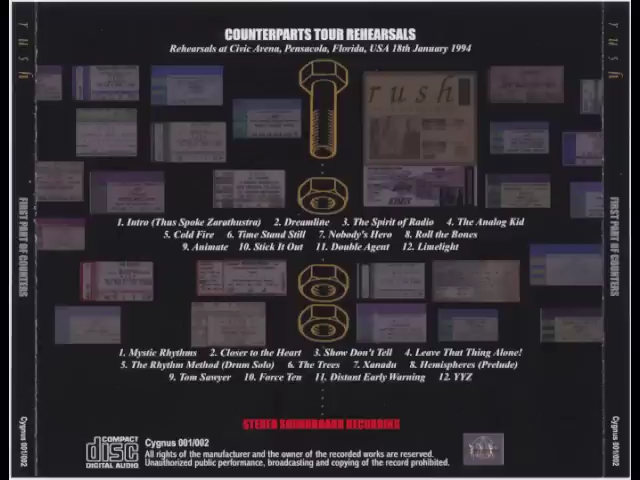 COUNTERPARTS TOUR REHEARSALS
Rehearsals at Civic Arena, Pensacola, Florida, USA 18th January 1994
rush
1. Intro (Thus Spoke Zarathustra) 2. Dreamline 3. The Spirit of Radio 4. The Analog Kid
5. Cold Fire 6. Time Stand Still 7. Nobody's Hero 8. Roll the Bones
9. Animate 10. Stick It Out 11. Double Agent 12. Limelight
1. Mystic Rhythms 2. Closer to the Heart 3. Show Don't Tell 4. Leave That Thing Alone!
5. The Rhythm Method (Drum Solo) 6. The Trees 7. Xanadu 8. Hemispheres (Prelude)
9. Tom Sawyer 10. Force Ten 11. Distant Early Warning 12. YYZ
STEREO SOUNDBOARD RECORDING
COMPACT
disc
DIGITAL AUDIO
Cygnus 001/002
All rights of the manufacturer and the owner of the recorded works are reserved.
Unauthorized public performance, broadcasting and copying of the record prohibited.
rush
FIRST PART OF COUNTERS
Cygnus 001/002
rush
FIRST PART OF COUNTERS
Cygnus 001/002